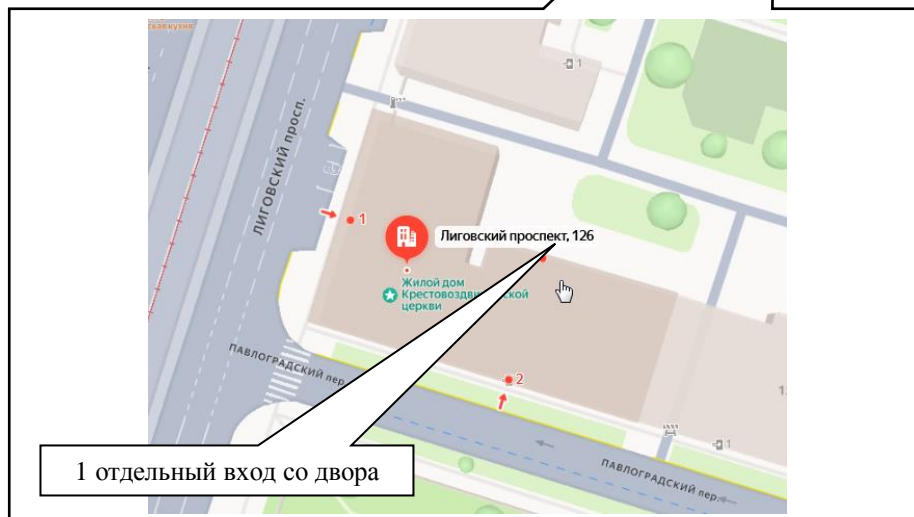 1
ЛИГОВСКИЙ просп.
1
Лиговский проспект, 126
Жилой дом
церкви
2
ПАВЛОГРАДСКИЙ пер.
1
ПАВЛОГРАДСКИЙ пер.
1 отдельный вход со двора